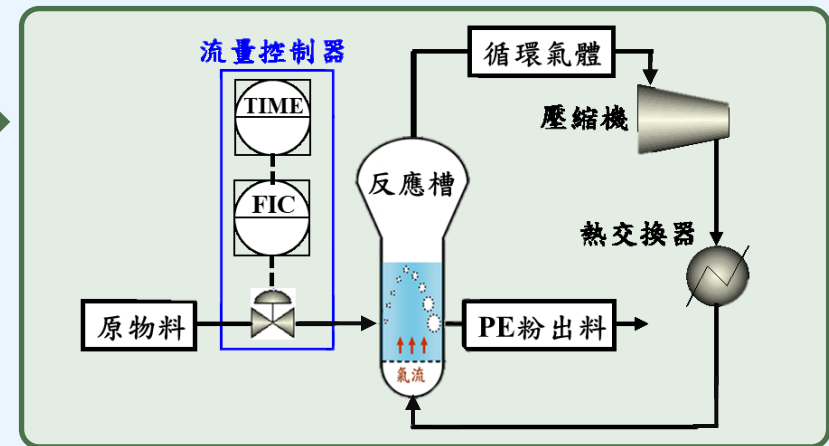 流量控制器
TIME
FIC
原物料
循環氣體
壓縮機
反應槽
熱交換器
PE粉出料
氣流